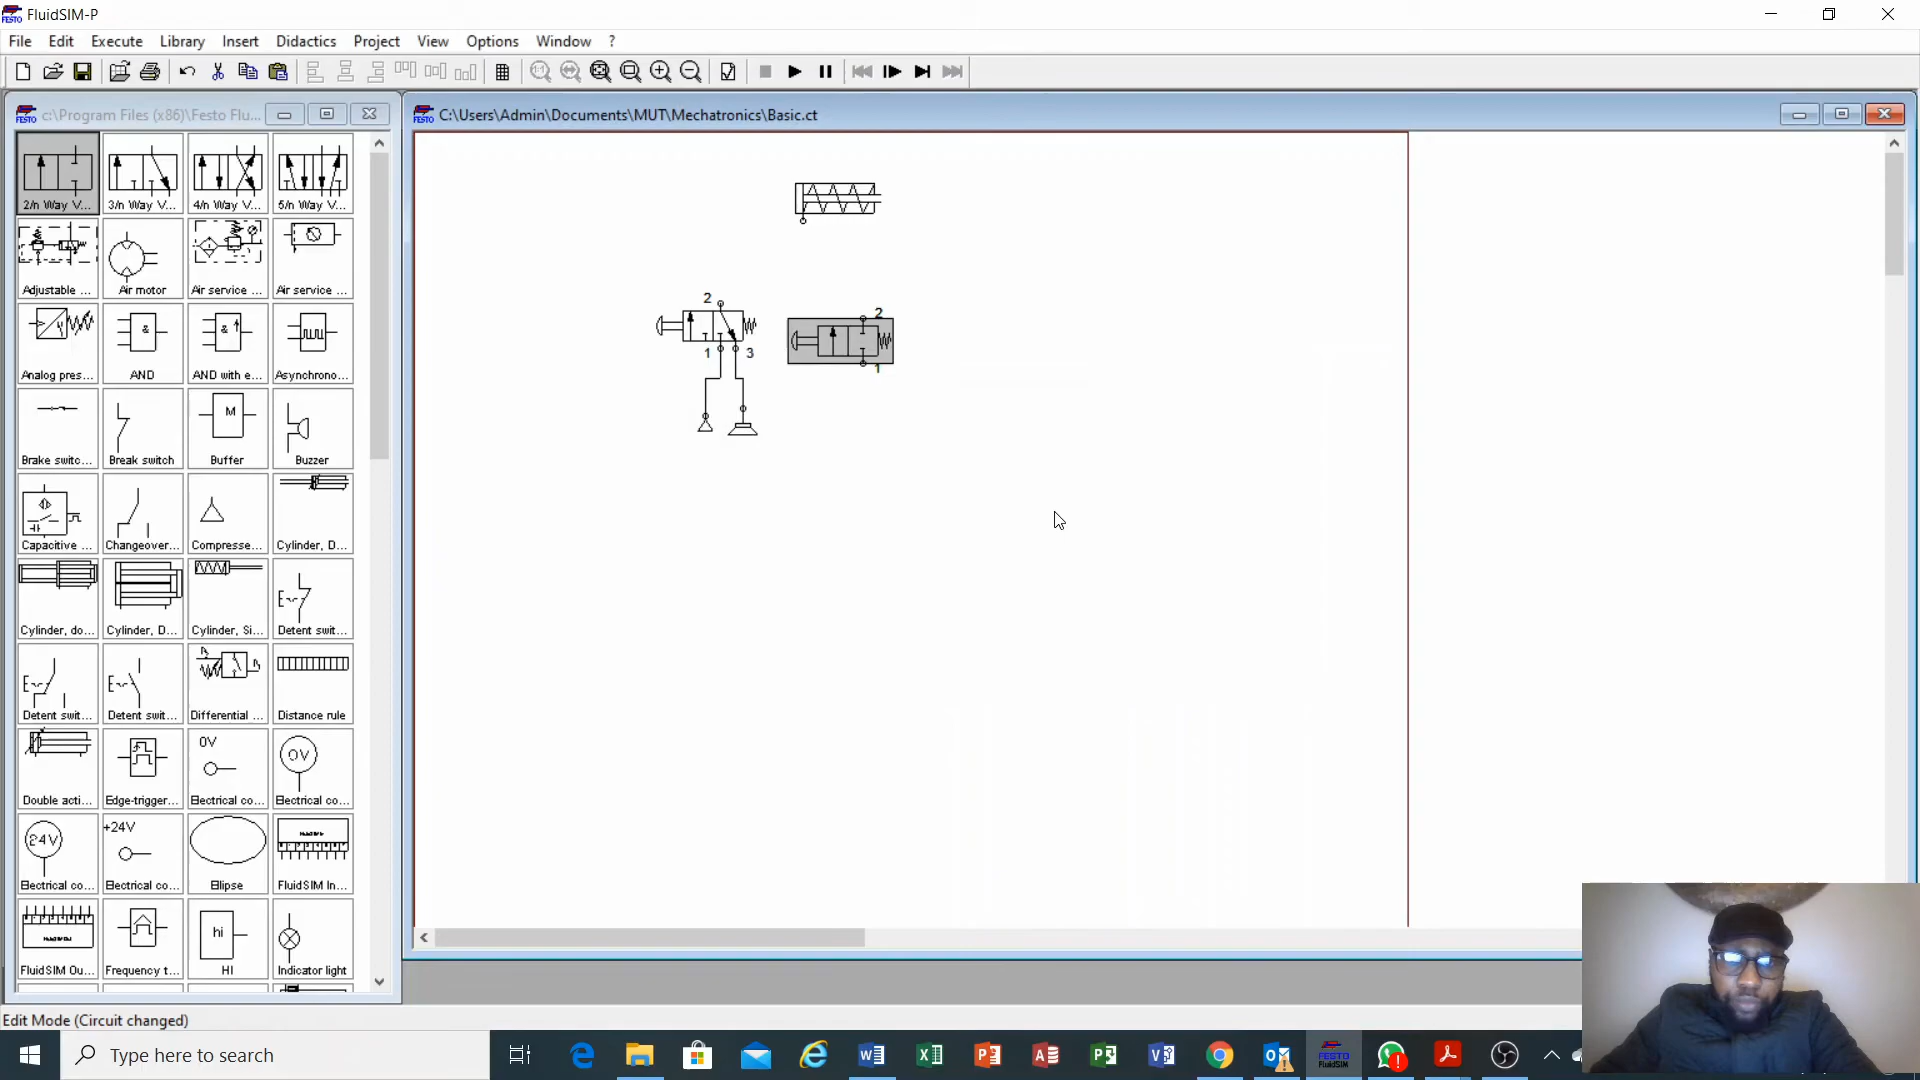 FluidSIM-P
File Edit Execute Library Insert Didactics Project View Options Window ?
c:\Program Files (x86)\Festo Flu...
C:\Users\Admin\Documents\MUT\Mechatronics\Basic.ct
2/n Way V... 3/n Way V... 4/n Way V... 5/n Way V...
Adjustable ... Air motor Air service ... Air service ...
Analog pres... AND AND with e... Asynchrono...
Brake switc... Break switch Buffer Buzzer
Capacitive ... Changeover... Compresse... Cylinder, D...
Cylinder, do... Cylinder, D... Cylinder, Si... Detent swit...
Detent swit... Detent swit... Differential ... Distance rule
0V 0V
Double acti... Edge-trigger... Electrical co... Electrical co...
24V +24V
Electrical co... Electrical co... Ellipse FluidSIM In...
hi
FluidSIM Ou... Frequency t... HI Indicator light
2
1 3
2
1
Edit Mode (Circuit changed)
Type here to search